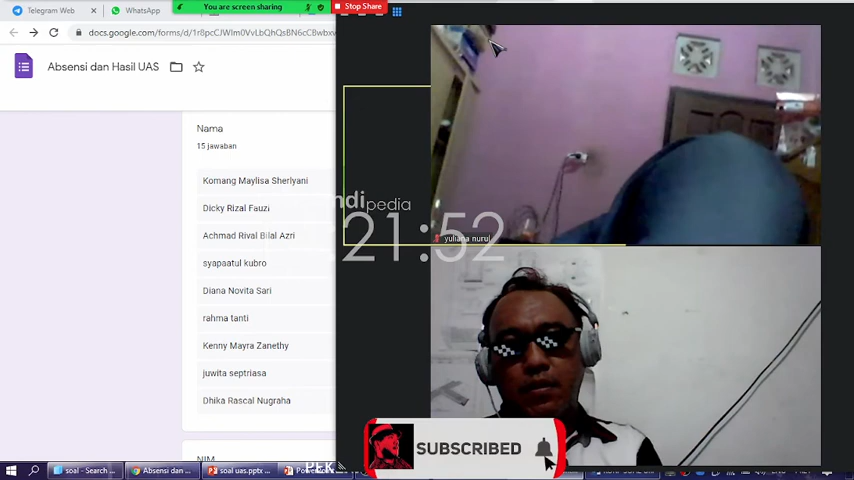 Telegram Web
WhatsApp
You are screen sharing
Stop Share
docs.google.com/forms/d/
Absensi dan Hasil UAS
Nama
15 jawaban
Komang Maylisa Sherlyani
Dicky Rizal Fauzi
Achmad Rival Bilal Azri
syapaatul kubro
Diana Novita Sari
rahma tanti
Kenny Mayra Zanethy
juwita septriasa
Dhika Rascal Nugraha
NIM
ndipedia
21:52
yuliana nurul
SUBSCRIBED
soal - Search ...
Absensi dan ...
soal uas.pptx ...